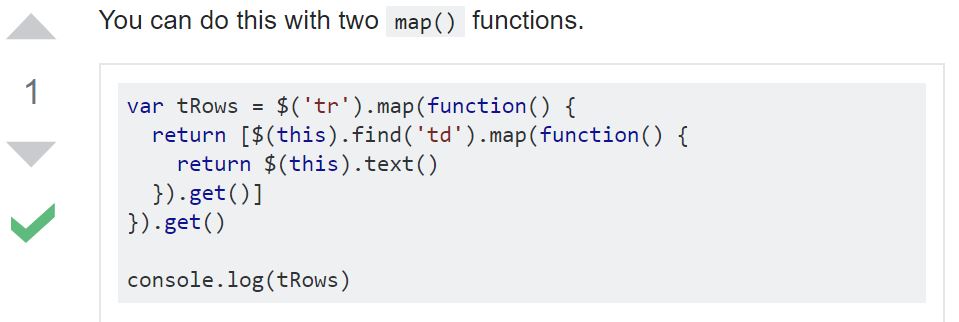 You can do this with two map() functions.
1
var tRows = $('tr').map(function() {
  return [$(this).find('td').map(function() {
    return $(this).text()
  }).get()]
}).get()

console.log(tRows)